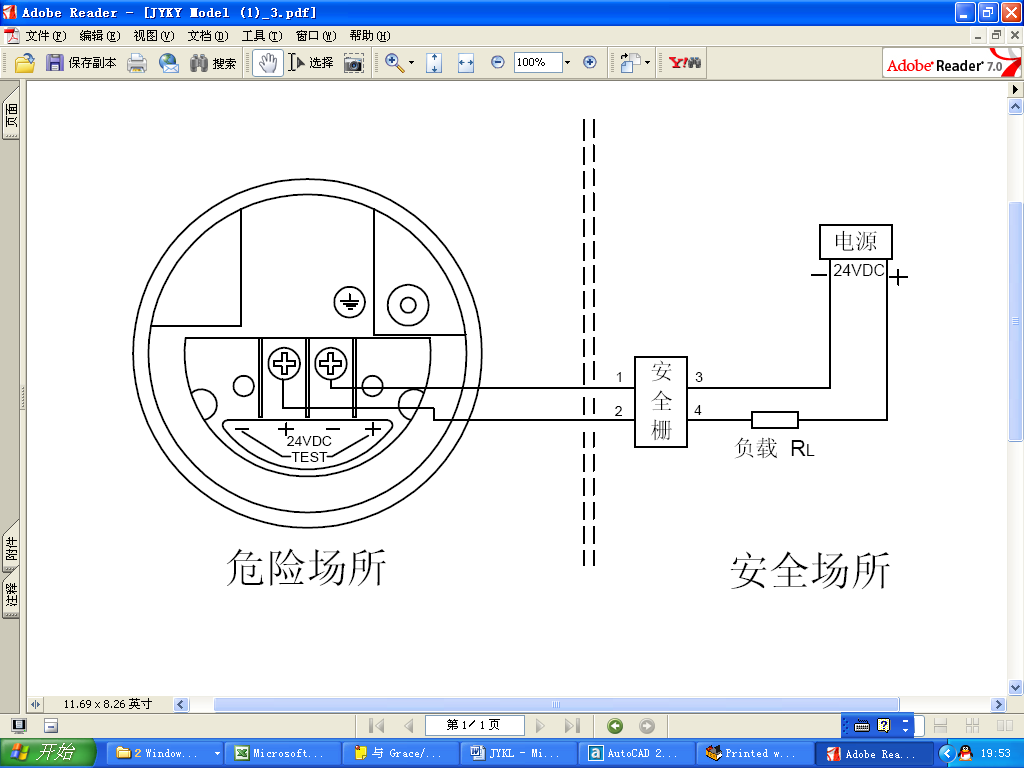 Adobe Reader - [JYKY Model (1)_3.pdf]
文件(F) 编辑(E) 视图(V) 文档(D) 工具(T) 窗口(W) 帮助(H)
保存副本 搜索 选择 100% Y! Adobe Reader 7.0
页面
附件
注释
电源
24VDC
− +
安全栅
1 3
2 4
负载 RL
− + − +
24VDC
TEST
危险场所 安全场所
11.69 x 8.26 英寸
第 1 / 1 页
开始 2 Window... Microsoft... 与 Grace/... JYKL - Mi... AutoCAD 2... Printed w... Adobe Rea... 19:53